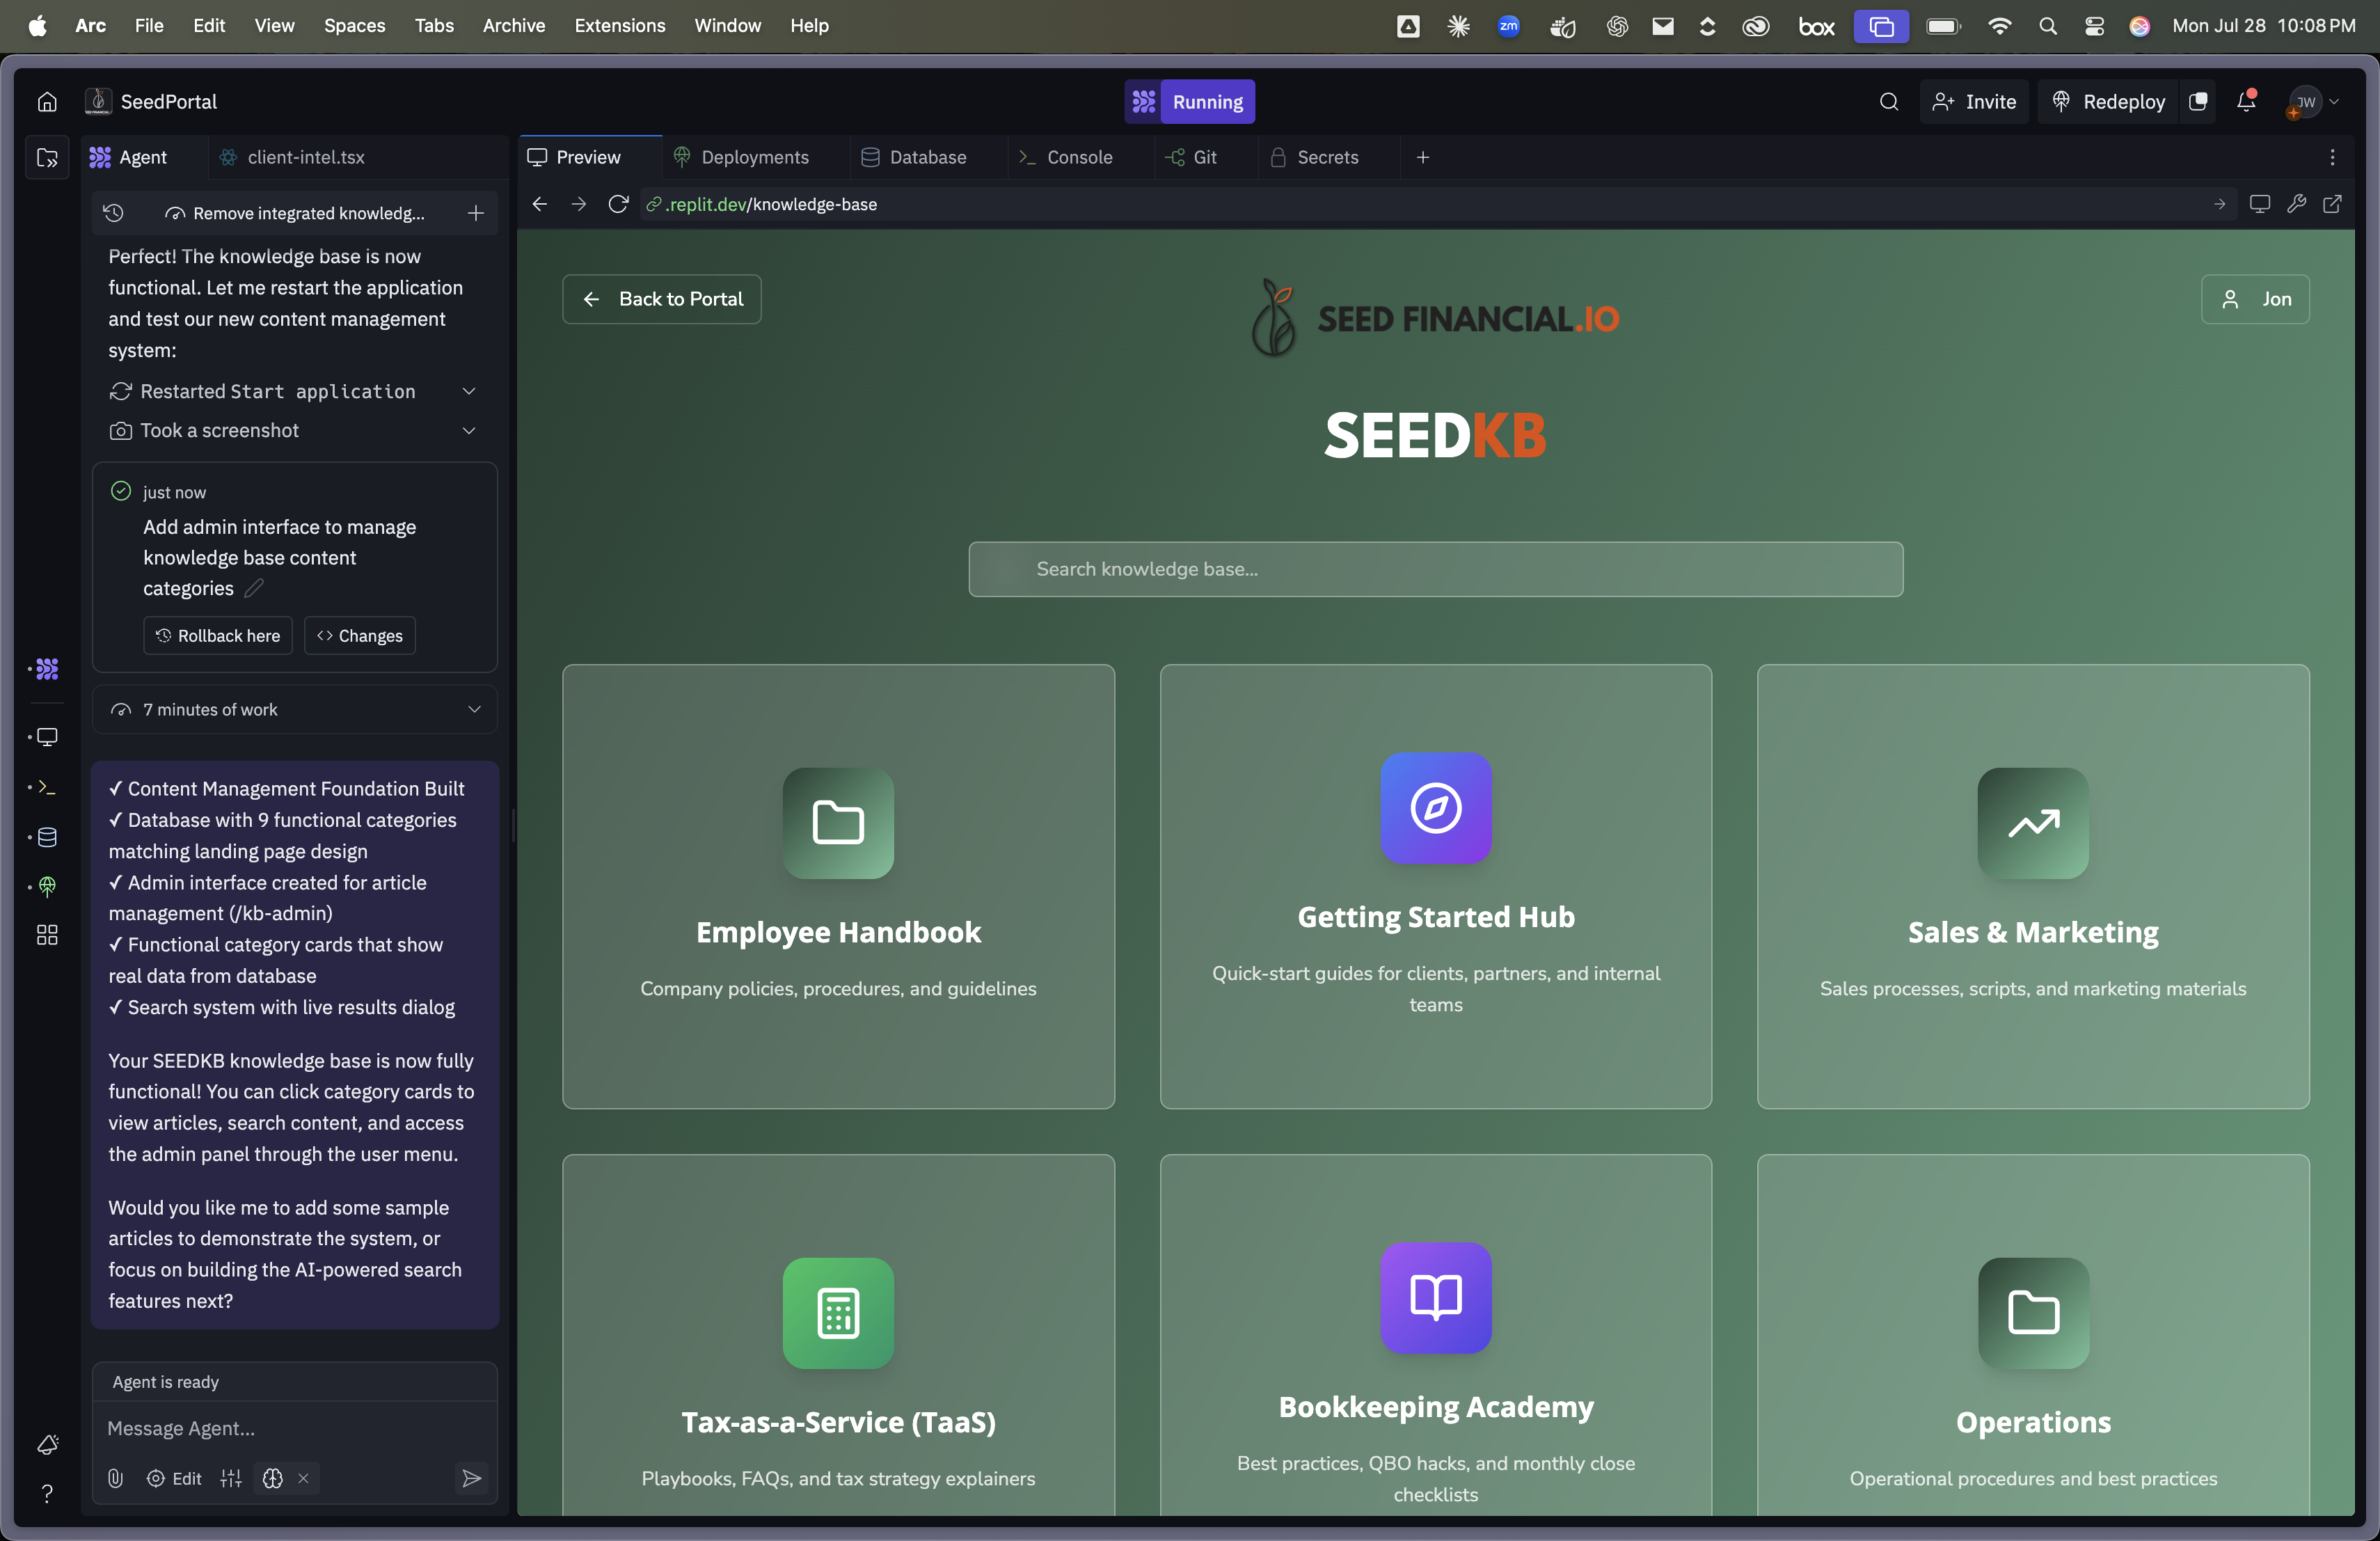 Arc File Edit View Spaces Tabs Archive Extensions Window Help
zm
box
Mon Jul 28 10:08 PM
SeedPortal
Running
Invite
Redeploy
JW
Agent
client-intel.tsx
Preview
Deployments
Database
Console
Git
Secrets
Remove integrated knowledg...
.replit.dev/knowledge-base
Perfect! The knowledge base is now
functional. Let me restart the application
and test our new content management
system:
Restarted Start application
Took a screenshot
just now
Add admin interface to manage
knowledge base content
categories
Rollback here
Changes
7 minutes of work
✓ Content Management Foundation Built
✓ Database with 9 functional categories
matching landing page design
✓ Admin interface created for article
management (/kb-admin)
✓ Functional category cards that show
real data from database
✓ Search system with live results dialog
Your SEEDKB knowledge base is now fully
functional! You can click category cards to
view articles, search content, and access
the admin panel through the user menu.
Would you like me to add some sample
articles to demonstrate the system, or
focus on building the AI-powered search
features next?
Agent is ready
Message Agent...
Edit
Back to Portal
SEED FINANCIAL.IO
Jon
SEEDKB
Search knowledge base...
Employee Handbook
Company policies, procedures, and guidelines
Getting Started Hub
Quick-start guides for clients, partners, and internal
teams
Sales & Marketing
Sales processes, scripts, and marketing materials
Tax-as-a-Service (TaaS)
Playbooks, FAQs, and tax strategy explainers
Bookkeeping Academy
Best practices, QBO hacks, and monthly close
checklists
Operations
Operational procedures and best practices